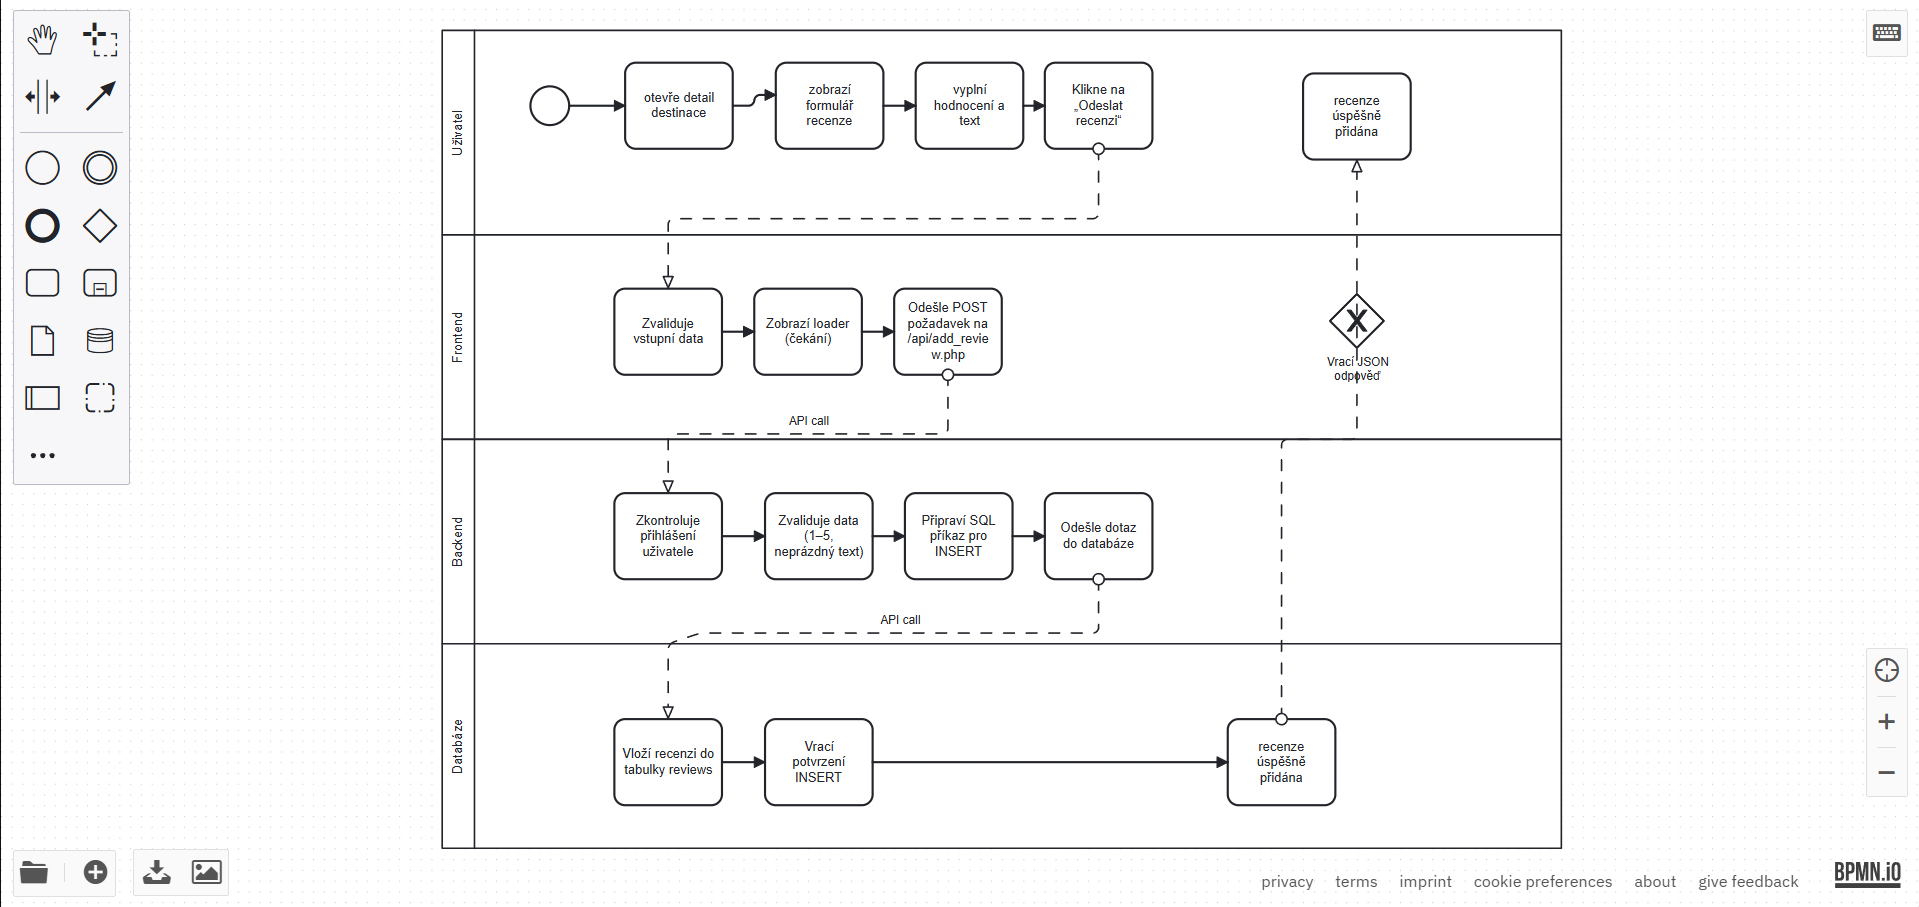 Uživatel
otevře detail
destinace
zobrazí
formulář
recenze
vyplní
hodnocení a
text
Klikne na
„Odeslat
recenzi“
recenze
úspěšně
přidána
Frontend
Zvaliduje
vstupní data
Zobrazí loader
(čekání)
Odešle POST
požadavek na
/api/add_revie
w.php
Vrací JSON
odpověď
API call
Backend
Zkontroluje
přihlášení
uživatele
Zvaliduje data
(1–5,
neprázdný text)
Připraví SQL
příkaz pro
INSERT
Odešle dotaz
do databáze
API call
Databáze
Vloží recenzi do
tabulky reviews
Vrací
potvrzení
INSERT
recenze
úspěšně
přidána
privacy terms imprint cookie preferences about give feedback
BPMN.iO